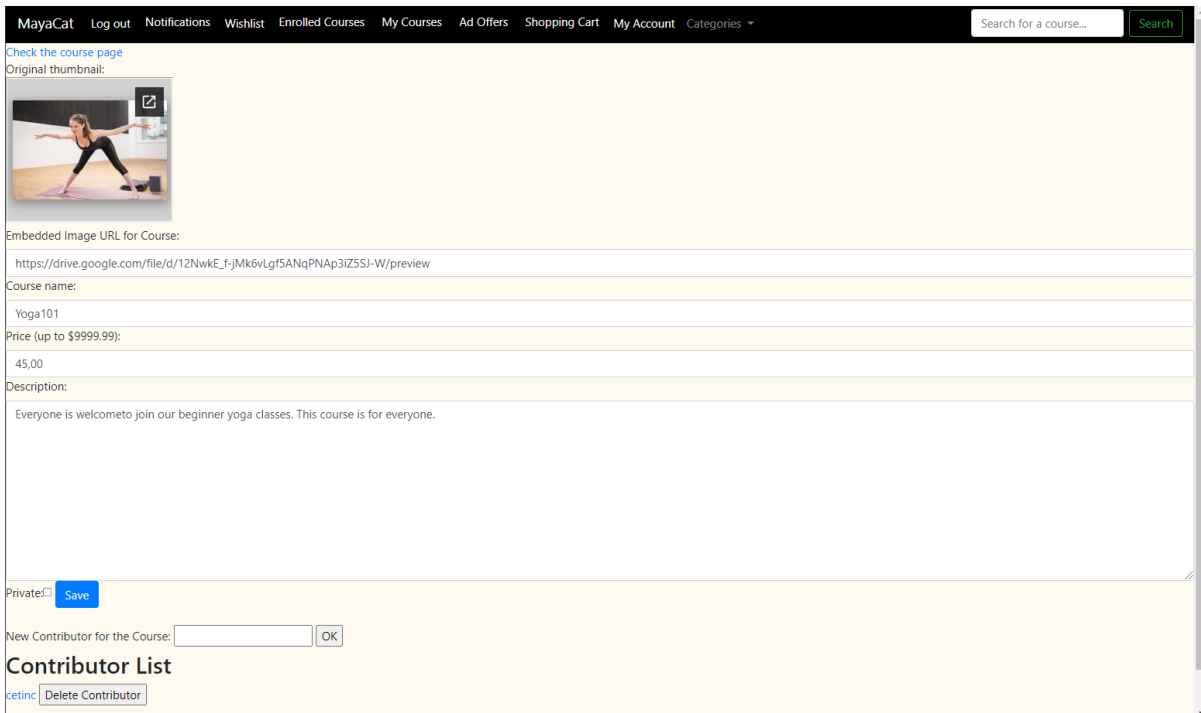 MayaCat Log out Notifications Wishlist Enrolled Courses My Courses Ad Offers Shopping Cart My Account Categories Search for a course... Search
Check the course page
Original thumbnail:
Embedded Image URL for Course:
https://drive.google.com/file/d/12NwkE_f-jMk6vLgf5ANqPNAp3iZ5SJ-W/preview
Course name:
Yoga101
Price (up to $9999.99):
45,00
Description:
Everyone is welcometo join our beginner yoga classes. This course is for everyone.
Private: Save
New Contributor for the Course: OK
Contributor List
cetinc Delete Contributor